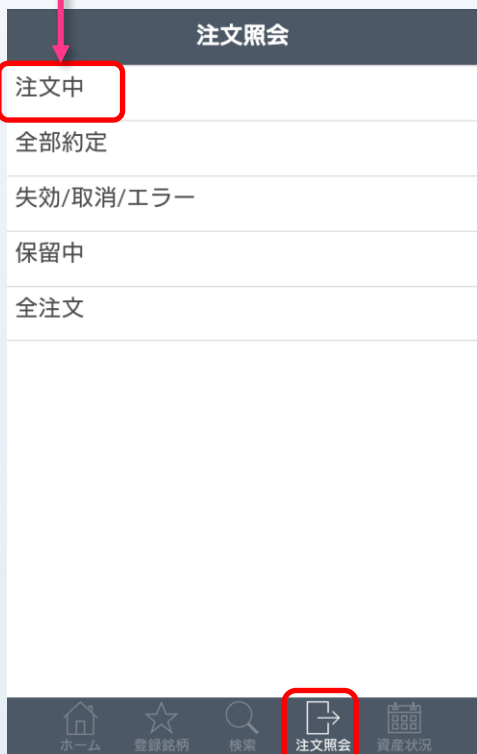 注文照会
注文中
全部約定
失効/取消/エラー
保留中
全注文
ホーム 登録銘柄 検索 注文照会 資産状況